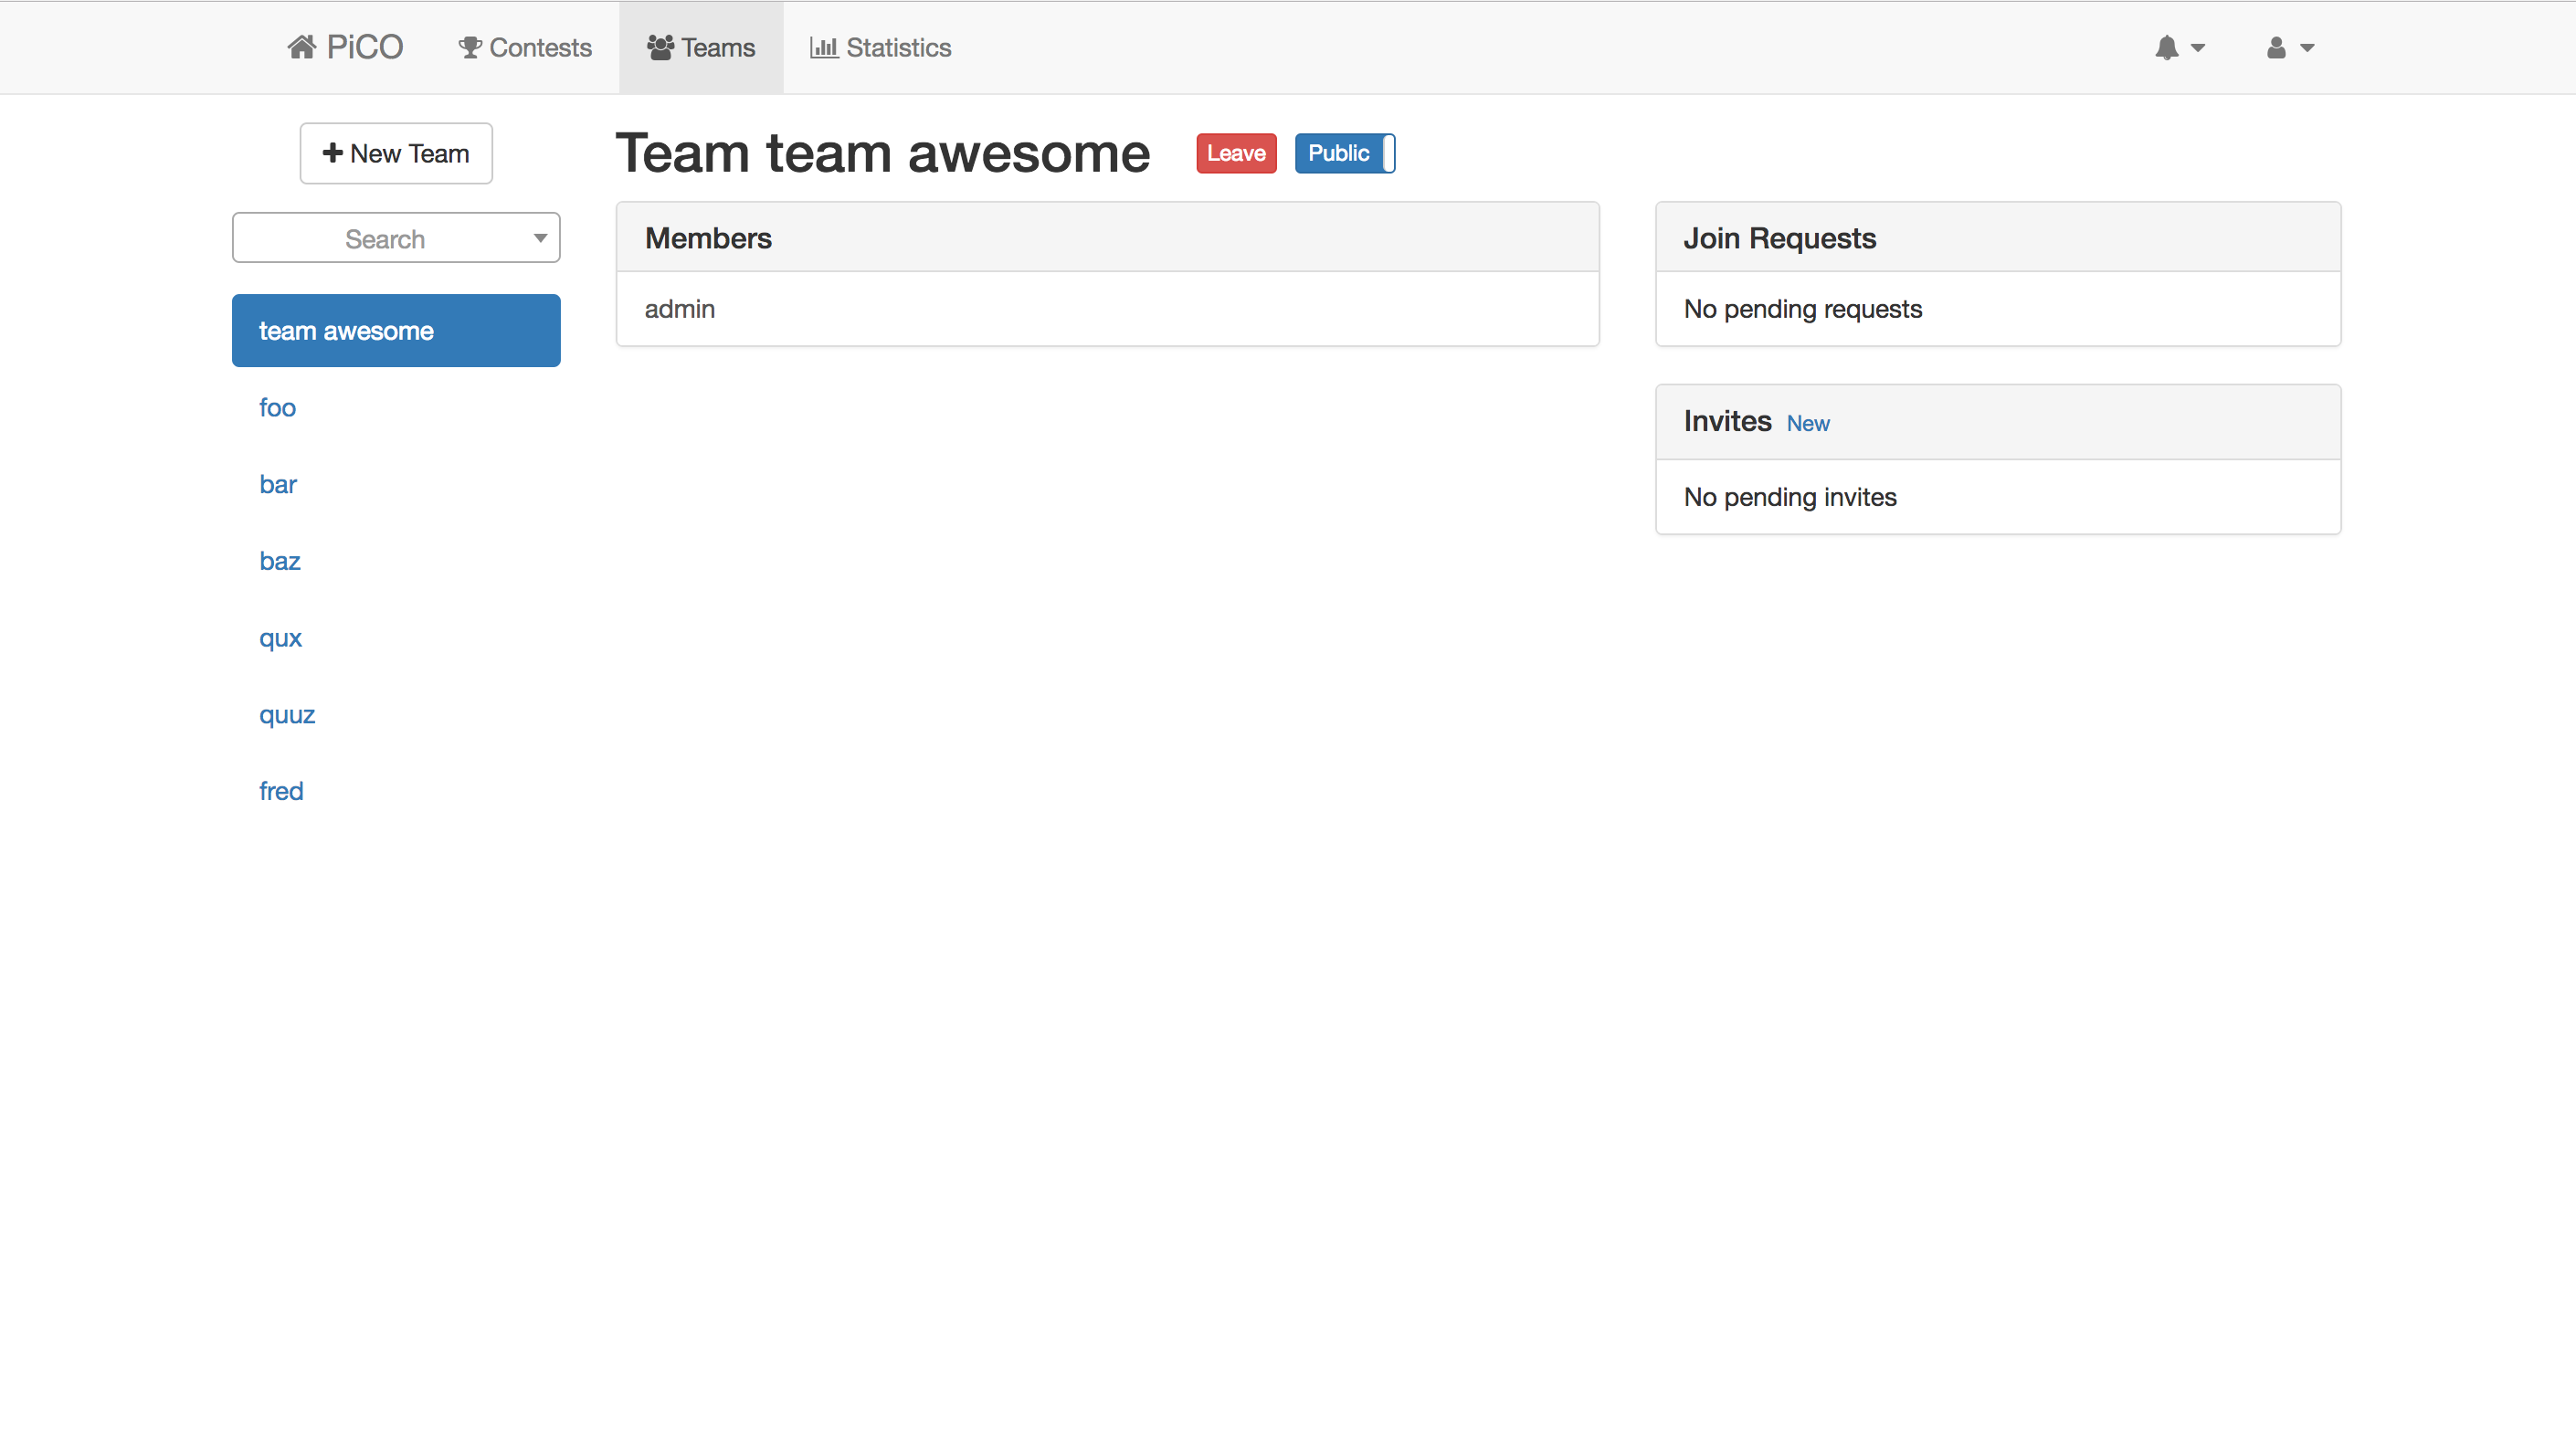 PiCO Contests Teams Statistics
New Team
Search
team awesome
foo
bar
baz
qux
quuz
fred
Team team awesome Leave Public
Members
admin
Join Requests
No pending requests
Invites New
No pending invites